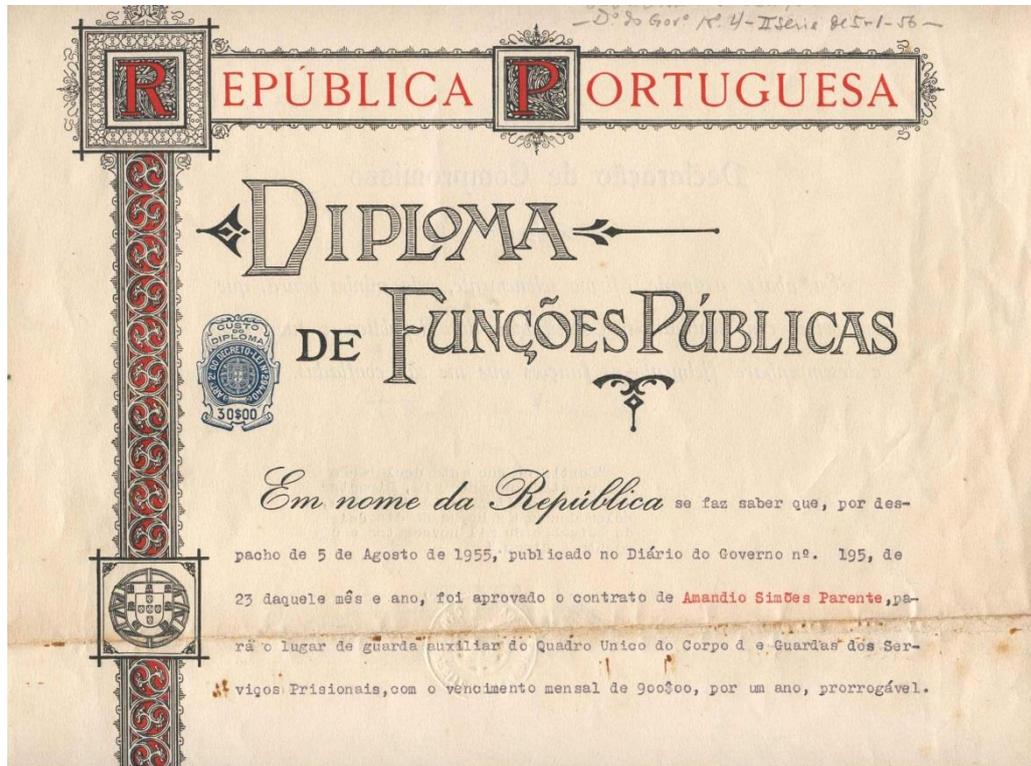 —Dº do Govº Nº 4-II série de 5-1-56—
REPÚBLICA PORTUGUESA
DIPLOMA
DE FUNÇÕES PÚBLICAS
CUSTO
DO
DIPLOMA
30$00
Em nome da República se faz saber que, por des-
pacho de 5 de Agosto de 1955, publicado no Diário do Governo nº. 195, de
23 daquele mês e ano, foi aprovado o contrato de Amandio Simões Parente,pa-
ra o lugar de guarda auxiliar do Quadro Unico do Corpo d e Guardas dos Ser-
viços Prisionais,com o vencimento mensal de 900$00, por um ano, prorrogável.